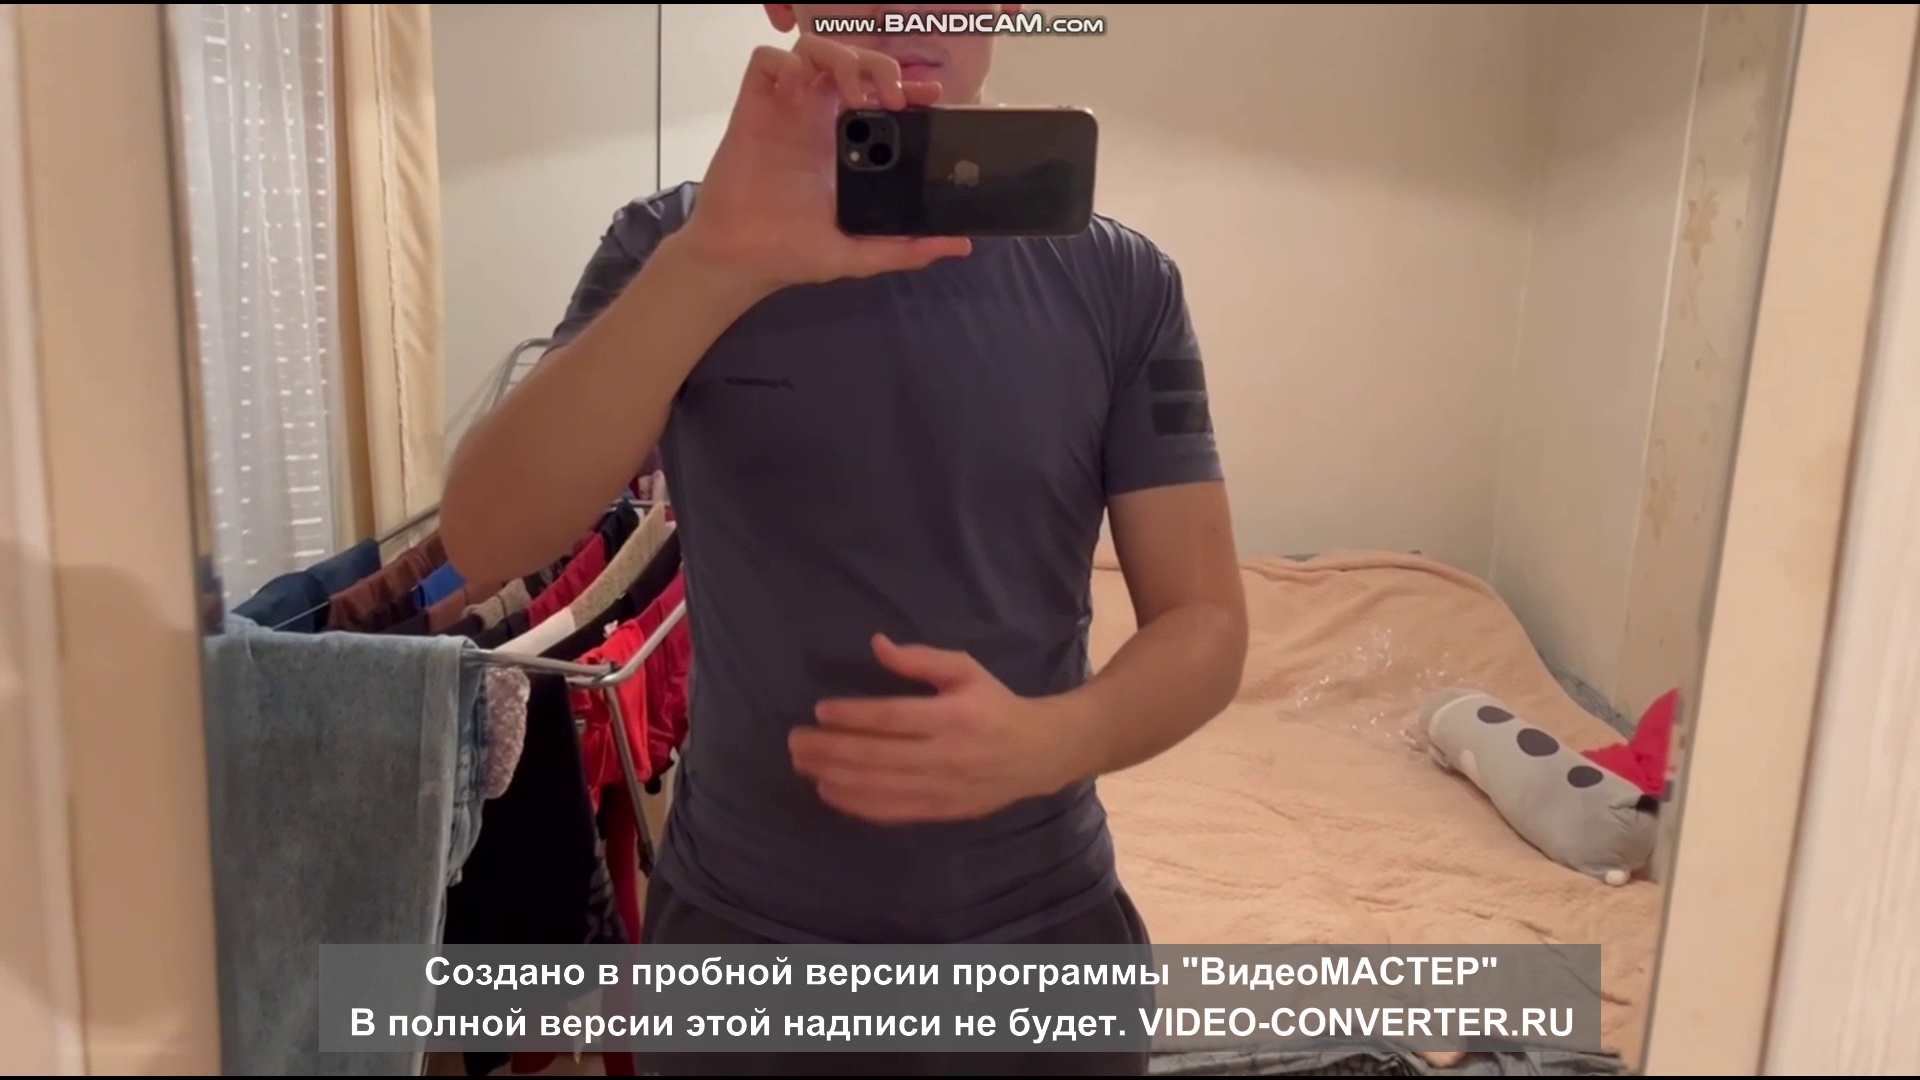 www.BANDICAM.com
Создано в пробной версии программы "ВидеоМАСТЕР"
В полной версии этой надписи не будет. VIDEO-CONVERTER.RU